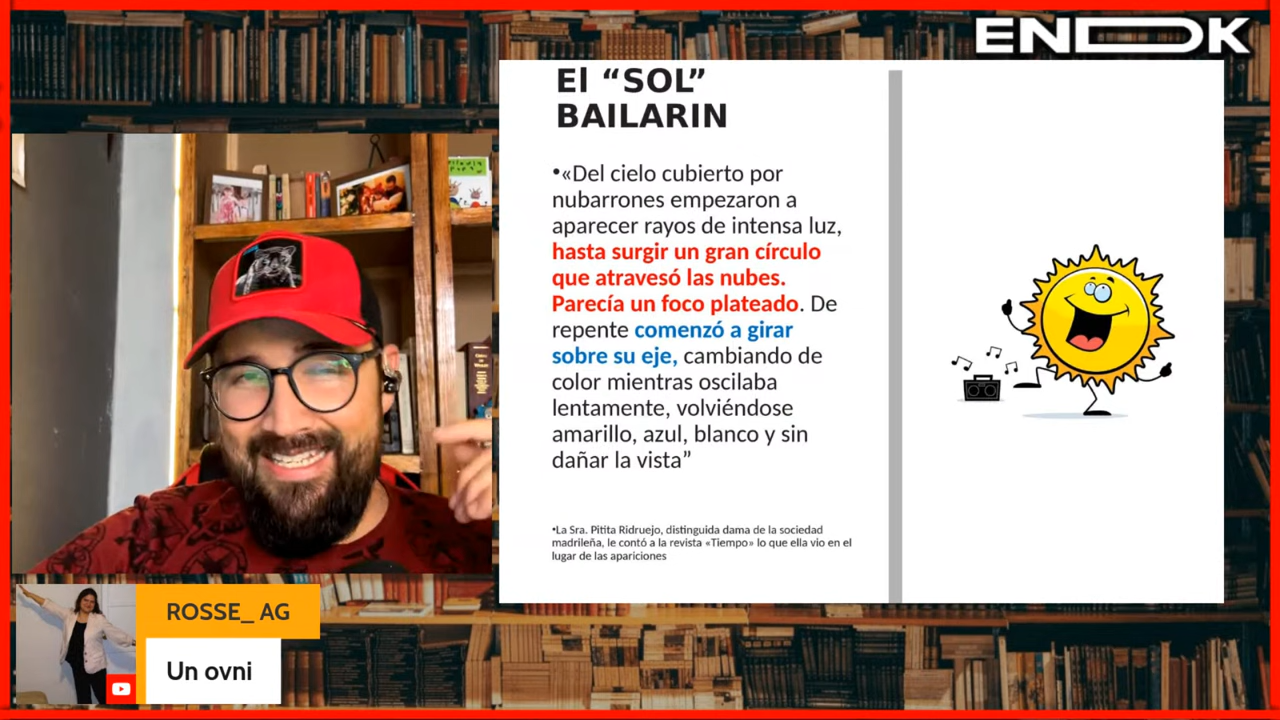 ENDK
El “SOL”
BAILARIN
•«Del cielo cubierto por
nubarrones empezaron a
aparecer rayos de intensa luz,
hasta surgir un gran círculo
que atravesó las nubes.
Parecía un foco plateado. De
repente comenzó a girar
sobre su eje, cambiando de
color mientras oscilaba
lentamente, volviéndose
amarillo, azul, blanco y sin
dañar la vista”
•La Sra. Pitita Ridruejo, distinguida dama de la sociedad
madrileña, le contó a la revista «Tiempo» lo que ella vio en el
lugar de las apariciones
ROSSE_ AG
Un ovni